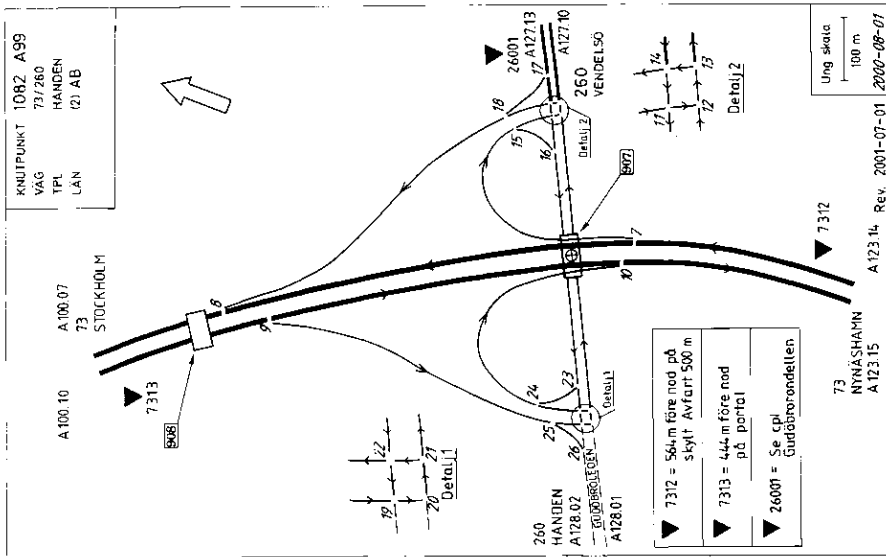 KNUTPUNKT 1082 A99
VÄG 73/260
TPL HANDEN
LÄN (2) AB
A100.10
A100.07
73
STOCKHOLM
7313
908
8
9
26001
A127.13
A127.10
17
18
15
16
260
VENDELSÖ
Detalj 2
11
14
12
13
Detalj 2
907
7
10
24
23
25
26
Detalj 1
19
22
20
21
Detalj 1
260
HANDEN
A128.02
GUDÖBROLEDEN
A128.01
7312
A123.14
73
NYNÄSHAMN
A123.15
7312 = 564 m före nod på
skylt Avfart 500 m
7313 = 444 m före nod
på portal
26001 = Se cpl
Gudöbrorondellen
Ung skala
100 m
Rev. 2001-07-01
2000-08-01